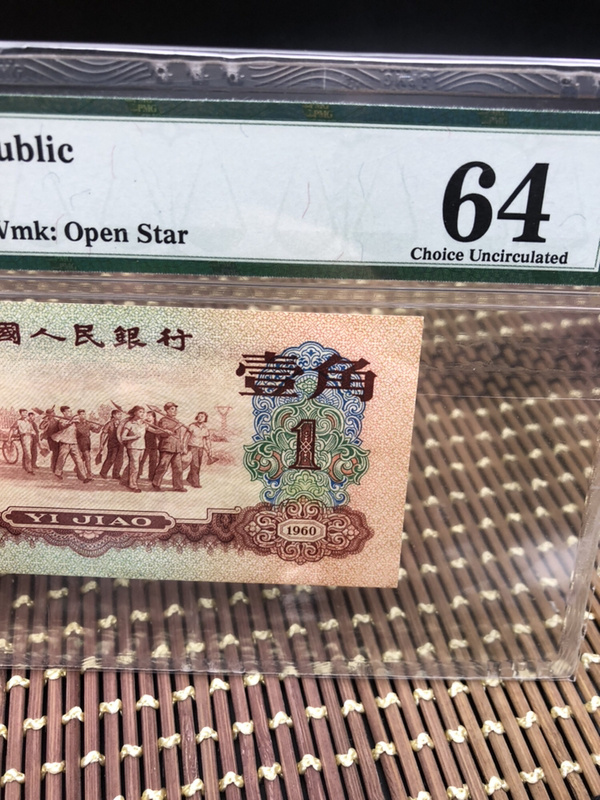 ublic
Wmk: Open Star
64
Choice Uncirculated
國人民銀行
壹角
1
YI JIAO
1960